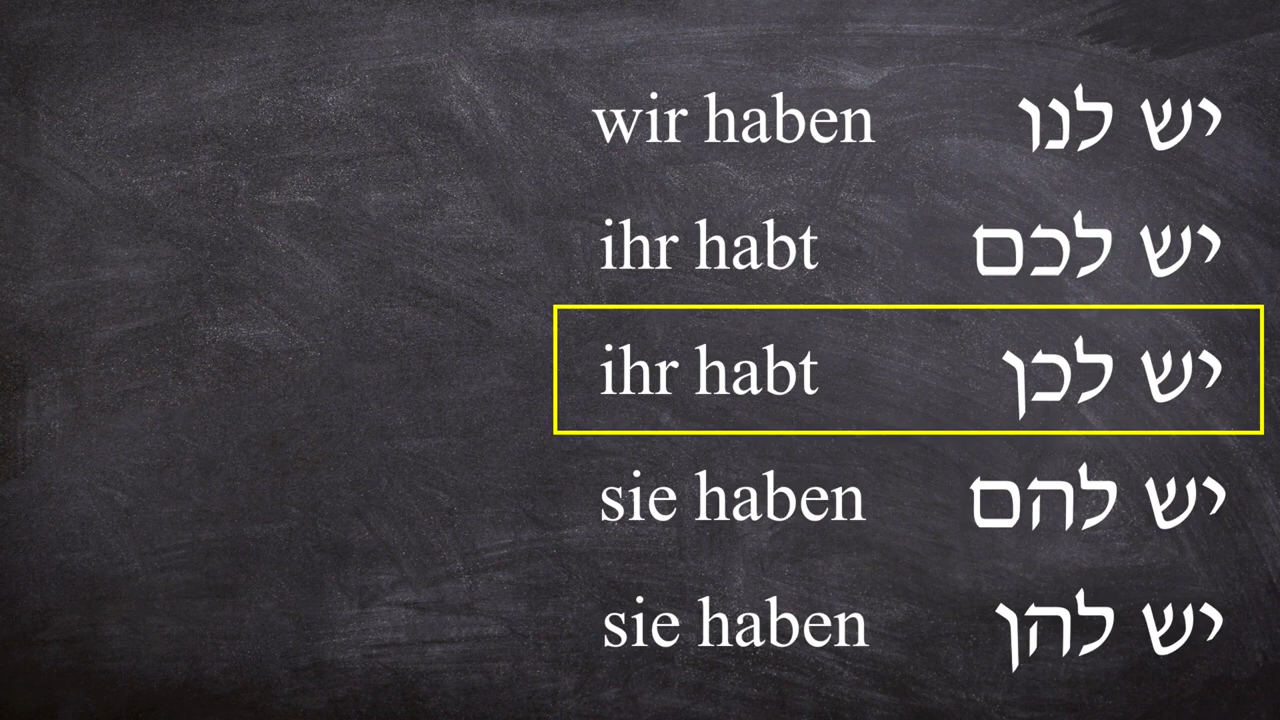 wir haben יש לנו
ihr habt יש לכם
ihr habt יש לכן
sie haben יש להם
sie haben יש להן